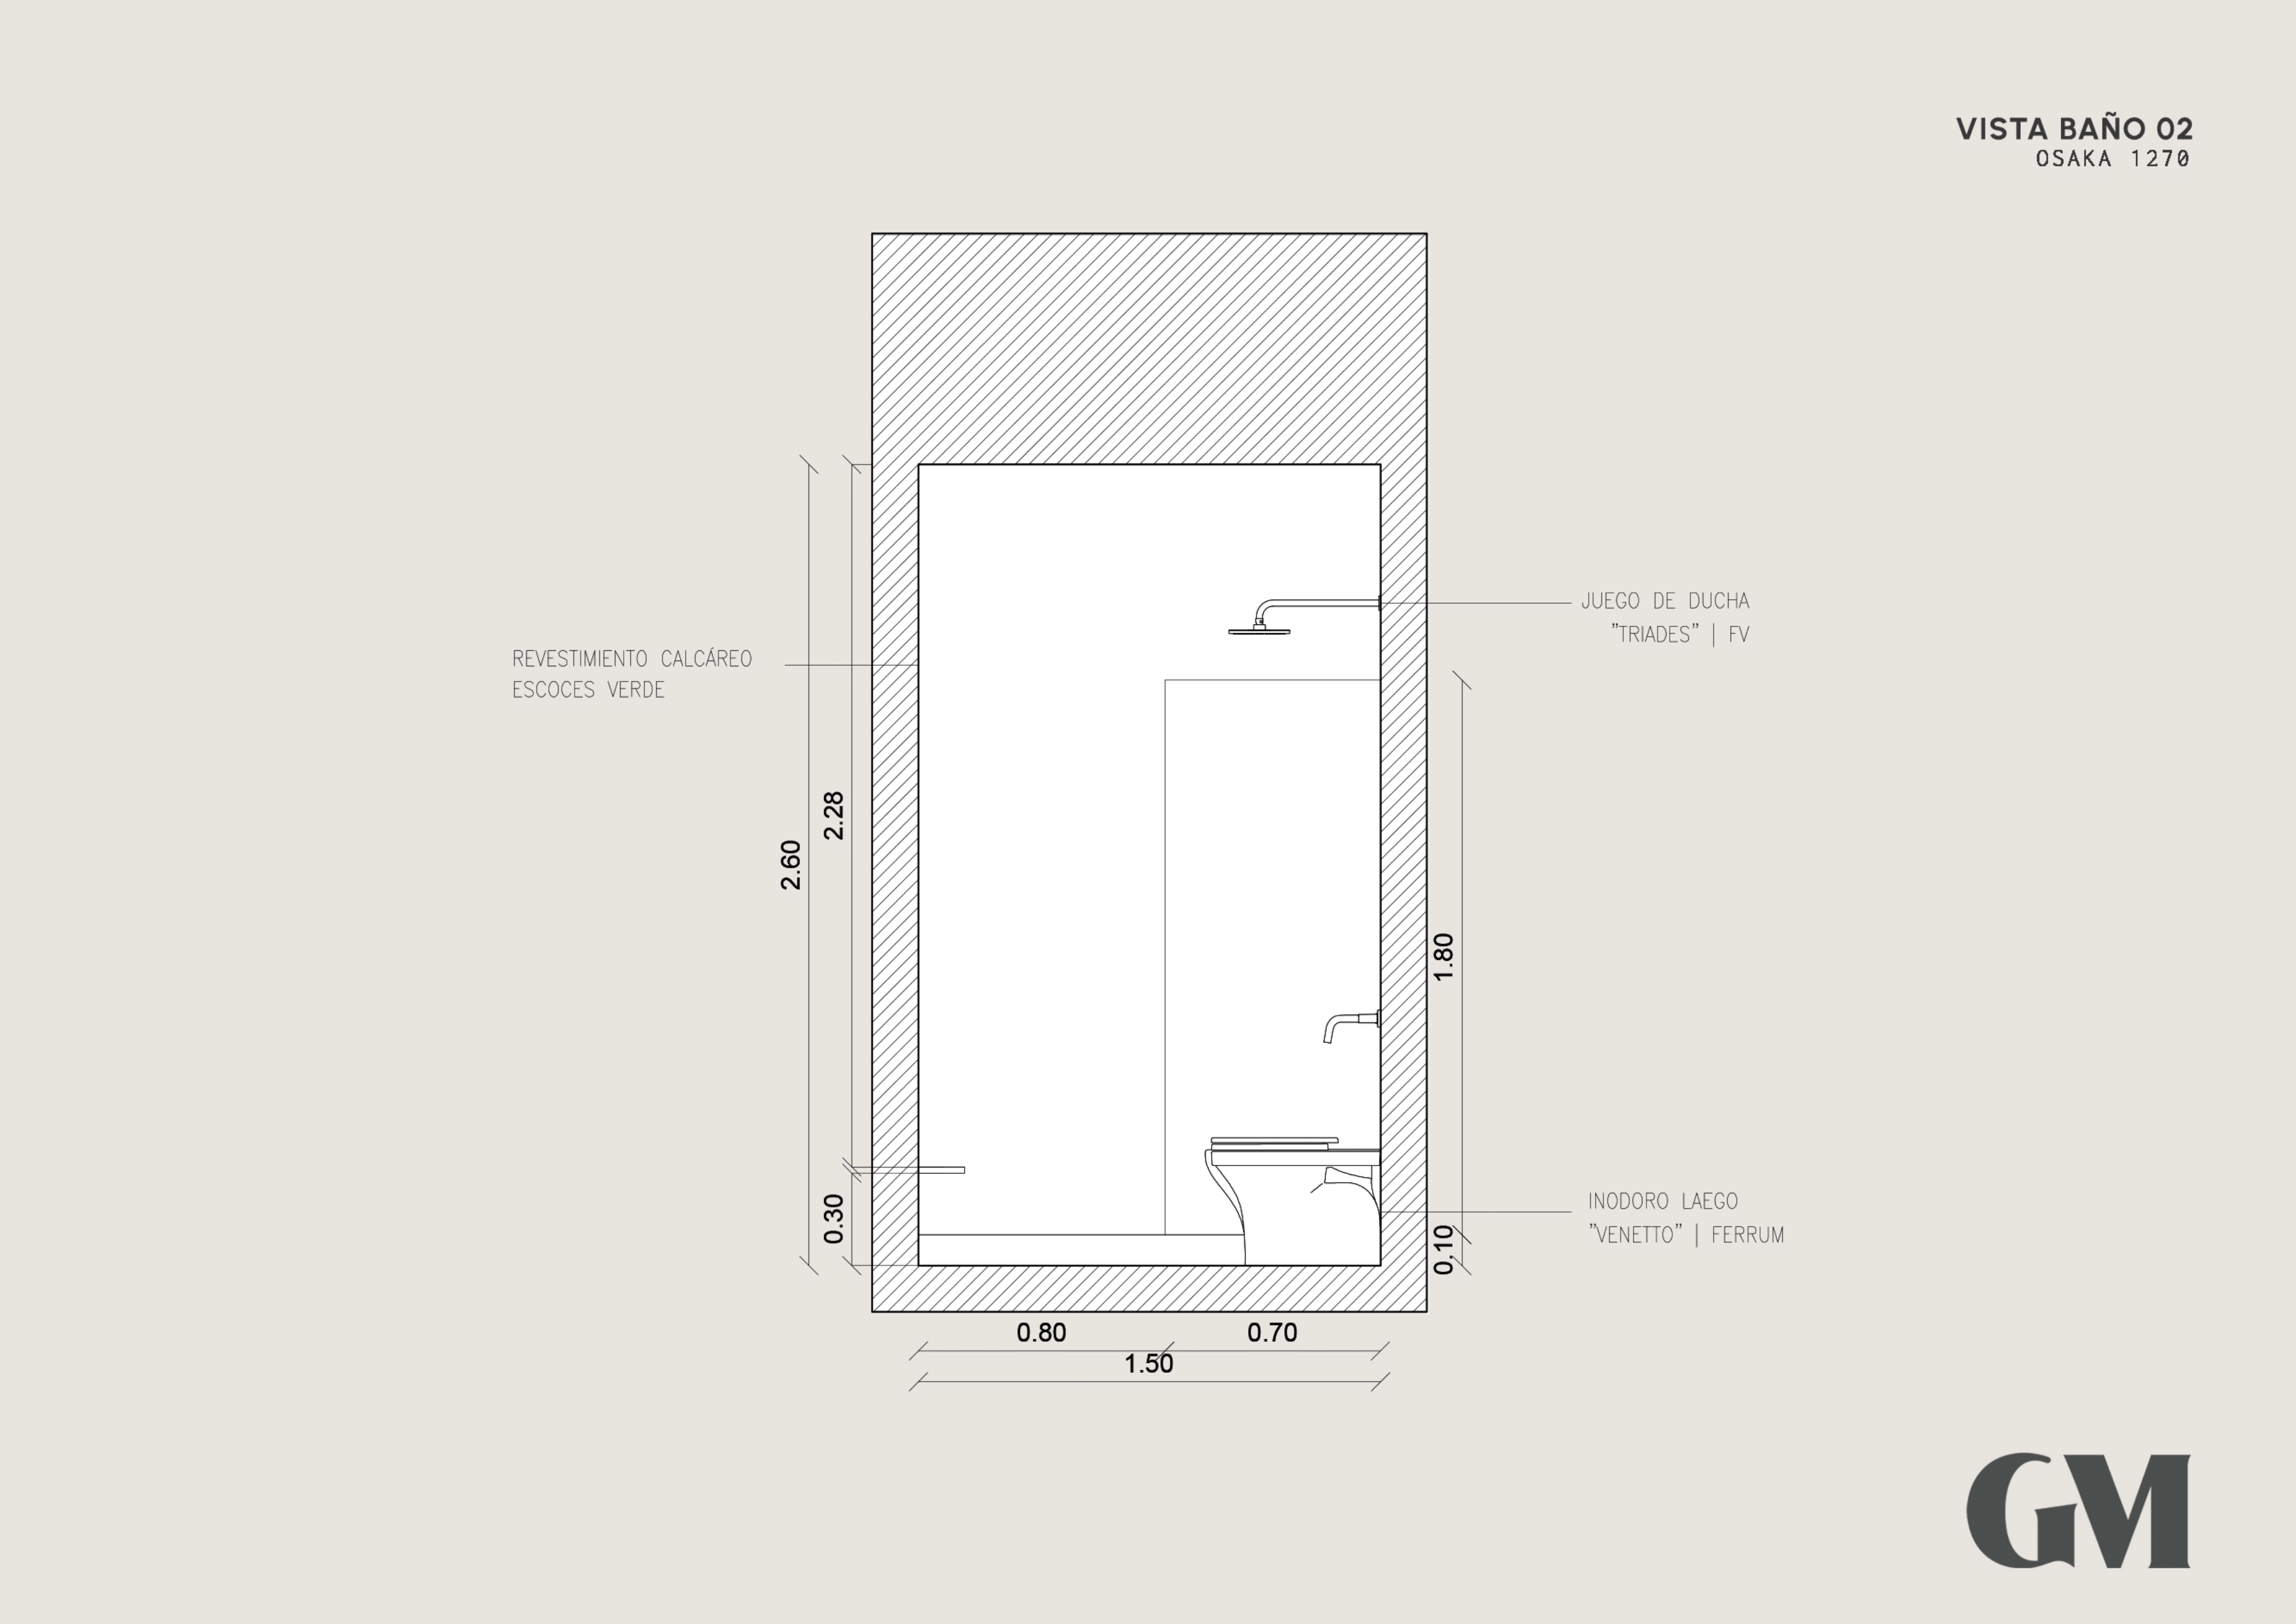 VISTA BAÑO 02
OSAKA 1270
JUEGO DE DUCHA
"TRIADES" | FV
REVESTIMIENTO CALCÁREO
ESCOCES VERDE
2.28
2.60
1.80
0.30
INODORO LAEGO
"VENETTO" | FERRUM
0.10
0.80
0.70
1.50
GM